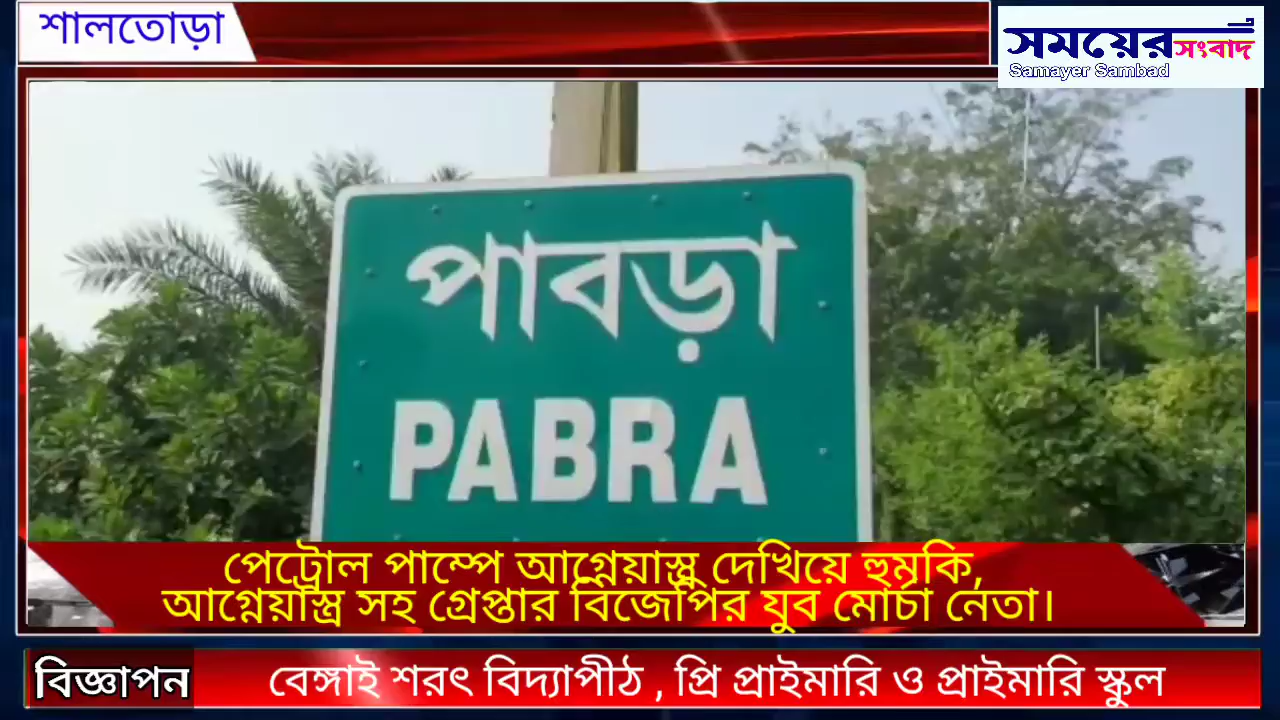 শালতোড়া
সময়ের সংবাদ
Samayer Sambad
পাবড়া
PABRA
পেট্রোল পাম্পে আগ্নেয়াস্ত্র দেখিয়ে হুমকি,
আগ্নেয়াস্ত্র সহ গ্রেপ্তার বিজেপির যুব মোর্চা নেতা।
বিজ্ঞাপন
বেঙ্গাই শরৎ বিদ্যাপীঠ , প্রি প্রাইমারি ও প্রাইমারি স্কুল